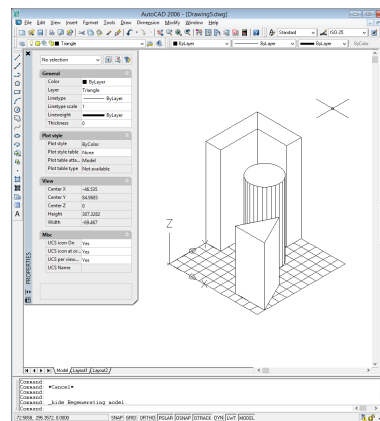 AutoCAD 2006 - [Drawing5.dwg]
File Edit View Insert Format Tools Draw Dimension Modify Window Help
Standard ISO-25
Triangle ByLayer ByLayer ByLayer ByColor
No selection
General
Color ByLayer
Layer Triangle
Linetype ByLayer
Linetype scale 1
Lineweight ByLayer
Thickness 0
Plot style
Plot style ByColor
Plot style table None
Plot table atta... Model
Plot table type Not available
View
Center X -46.535
Center Y 84.9685
Center Z 0
Height 307.3282
Width
Misc
UCS icon On Yes
UCS icon at or... Yes
UCS per view... Yes
UCS Name
PROPERTIES
Z
Y
X
Model Layout1 Layout2
Command:
Command: *Cancel*
Command:
Command: _hide Regenerating model
Command:
SNAP GRID ORTHO POLAR OSNAP OTRACK DYN LWT MODEL